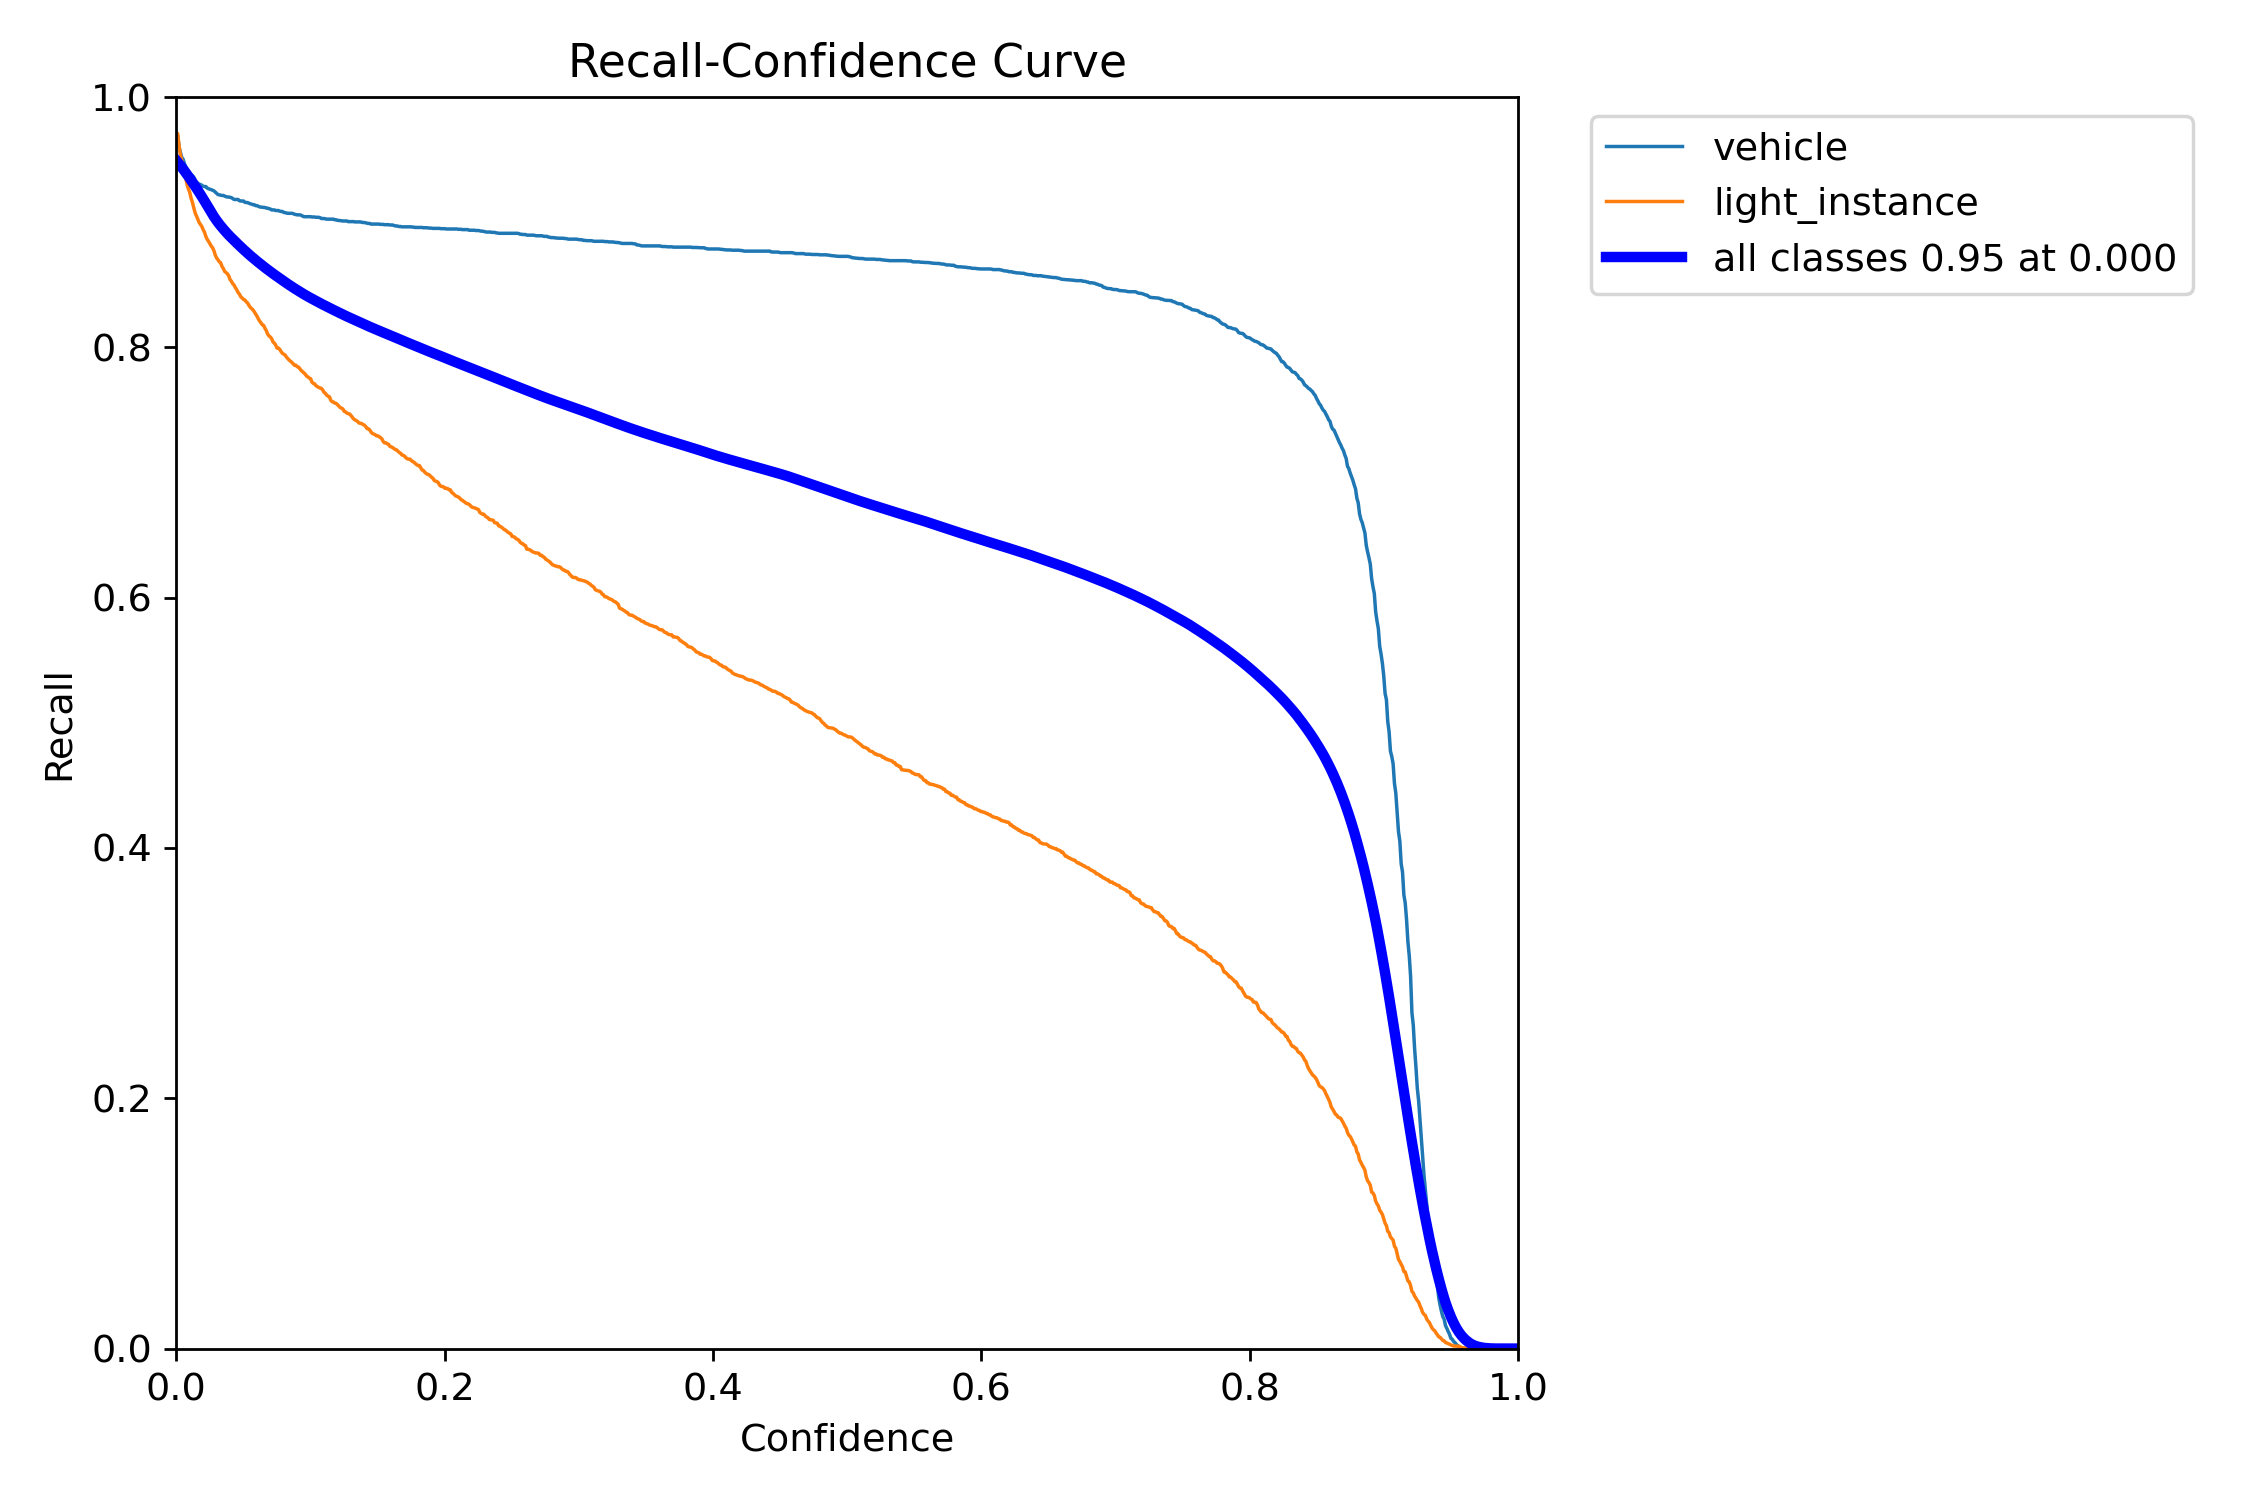 Recall-Confidence Curve
1.0
0.8
0.6
0.4
0.2
0.0
Recall
0.0 0.2 0.4 0.6 0.8 1.0
Confidence
vehicle
light_instance
all classes 0.95 at 0.000